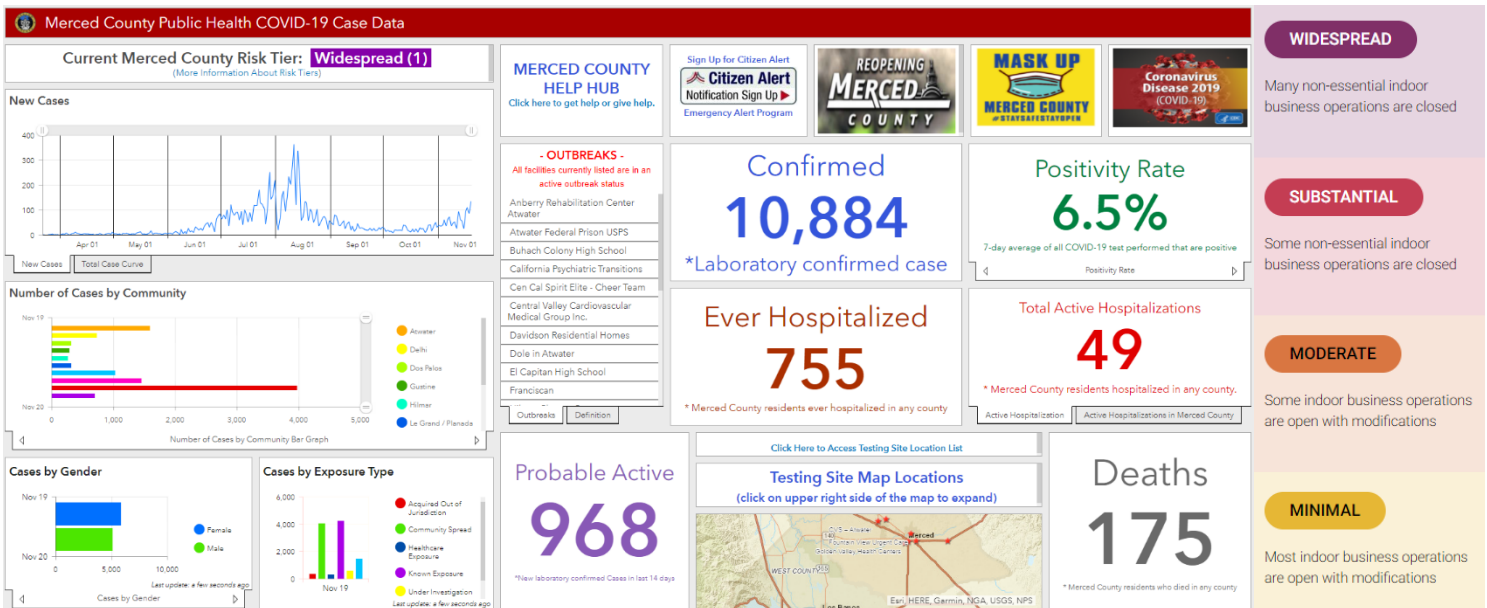 Merced County Public Health COVID-19 Case Data
Current Merced County Risk Tier: Widespread (1)
(More Information About Risk Tiers)
New Cases
400
300
200
100
0
Apr 01 May 01 Jun 01 Jul 01 Aug 01 Sep 01 Oct 01 Nov 01
New Cases Total Case Curve
Number of Cases by Community
Nov 19
Nov 20
0 1,000 2,000 3,000 4,000 5,000
Atwater
Delhi
Dos Palos
Gustine
Hilmar
Le Grand / Planada
Number of Cases by Community Bar Graph
Cases by Gender
Nov 19
Nov 20
0 5,000 10,000
Female
Male
Last update: a few seconds ago
Cases by Gender
Cases by Exposure Type
6,000
4,000
2,000
0
Nov 19
Acquired Out of
Jurisdiction
Community Spread
Healthcare
Exposure
Known Exposure
Under Investigation
Last update: a few seconds ago
MERCED COUNTY
HELP HUB
Click here to get help or give help.
Sign Up for Citizen Alert
Citizen Alert
Notification Sign Up
Emergency Alert Program
REOPENING
MERCED
COUNTY
MASK UP
MERCED COUNTY
#STAYSAFESTAYOPEN
Coronavirus
Disease 2019
(COVID-19)
- OUTBREAKS -
All facilities currently listed are in an
active outbreak status
Anberry Rehabilitation Center
Atwater
Atwater Federal Prison USPS
Buhach Colony High School
California Psychiatric Transitions
Cen Cal Spirit Elite - Cheer Team
Central Valley Cardiovascular
Medical Group Inc.
Davidson Residential Homes
Dole in Atwater
El Capitan High School
Franciscan
Outbreaks Definition
Confirmed
10,884
*Laboratory confirmed case
Positivity Rate
6.5%
7-day average of all COVID-19 test performed that are positive
Positivity Rate
Ever Hospitalized
755
* Merced County residents ever hospitalized in any county
Total Active Hospitalizations
49
* Merced County residents hospitalized in any county.
Active Hospitalization Active Hospitalizations in Merced County
Probable Active
968
*New laboratory confirmed Cases in last 14 days
Click Here to Access Testing Site Location List
Testing Site Map Locations
(click on upper right side of the map to expand)
CVS - Atwater
140
Merced
Fountain View Urgent Care
Golden Valley Health Centers
WEST COUNTY
Los Banos
Esri, HERE, Garmin, NGA, USGS, NPS
Deaths
175
* Merced County residents who died in any county
WIDESPREAD
Many non-essential indoor
business operations are closed
SUBSTANTIAL
Some non-essential indoor
business operations are closed
MODERATE
Some indoor business operations
are open with modifications
MINIMAL
Most indoor business operations
are open with modifications